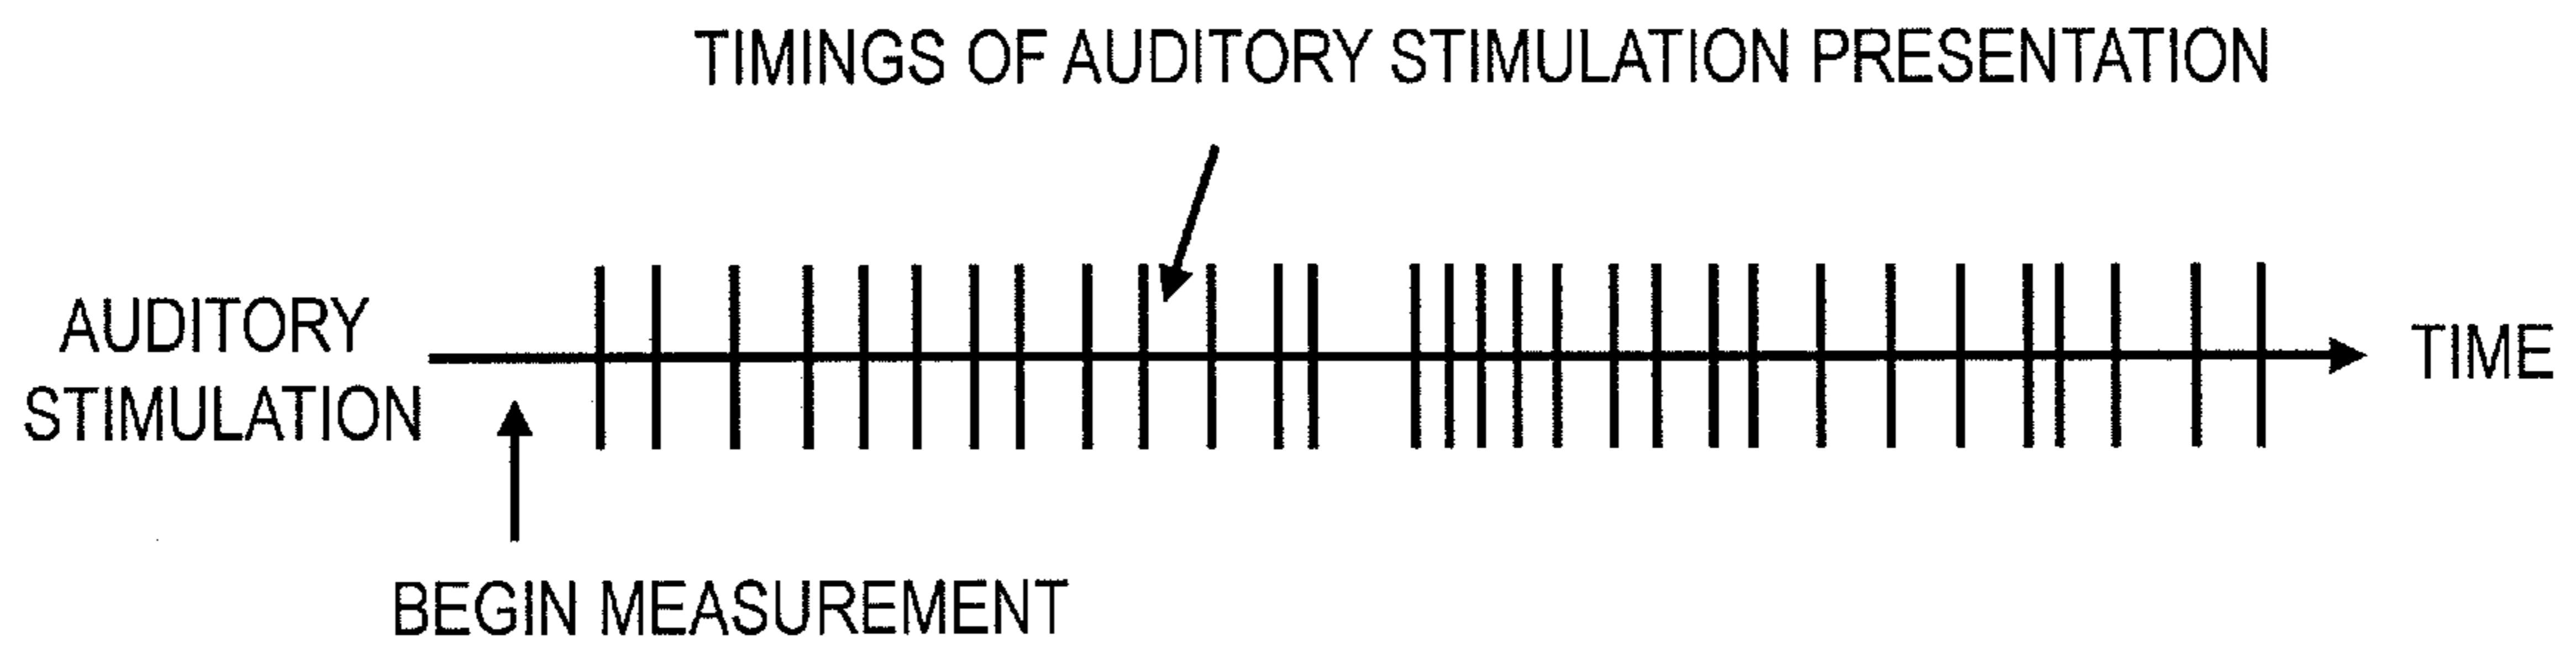 TIMINGS OF AUDITORY STIMULATION PRESENTATION
AUDITORY
STIMULATION
TIME
BEGIN MEASUREMENT